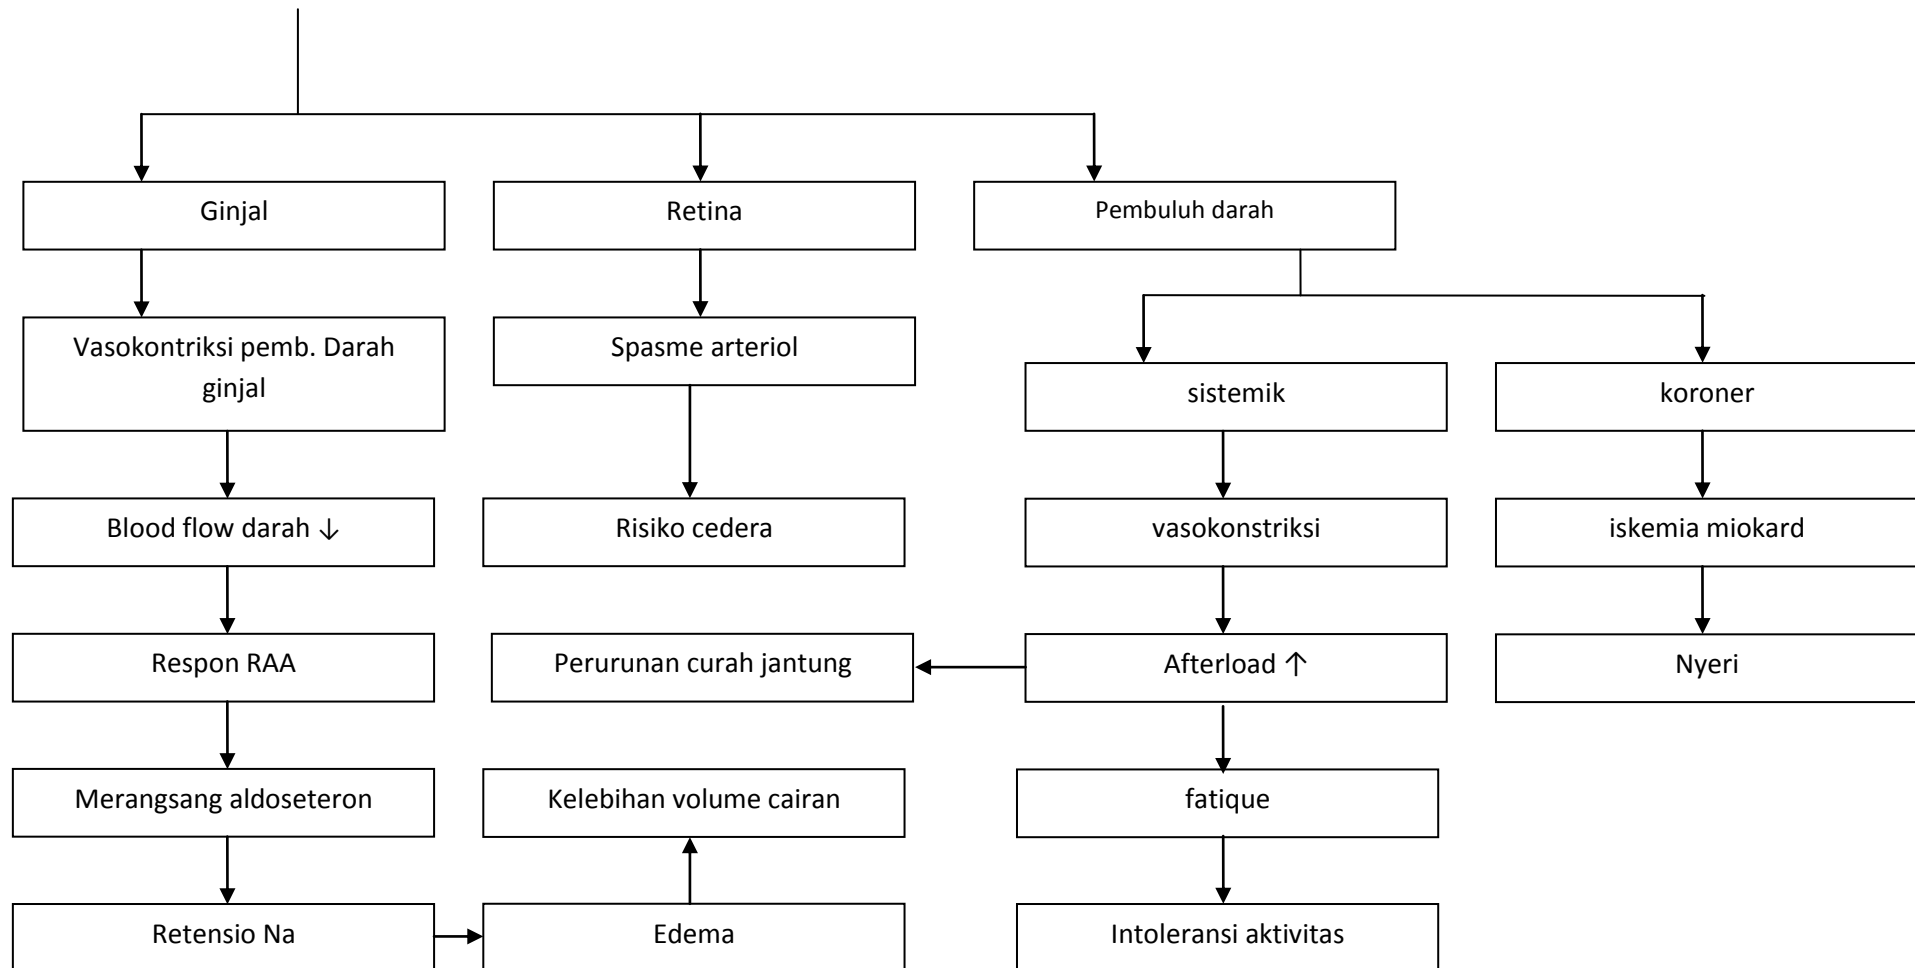 Ginjal
Retina
Pembuluh darah
Vasokontriksi pemb. Darah
ginjal
Spasme arteriol
sistemik
koroner
Blood flow darah ↓
Risiko cedera
vasokonstriksi
iskemia miokard
Respon RAA
Perurunan curah jantung
Afterload ↑
Nyeri
Merangsang aldoseteron
Kelebihan volume cairan
fatique
Retensio Na
Edema
Intoleransi aktivitas